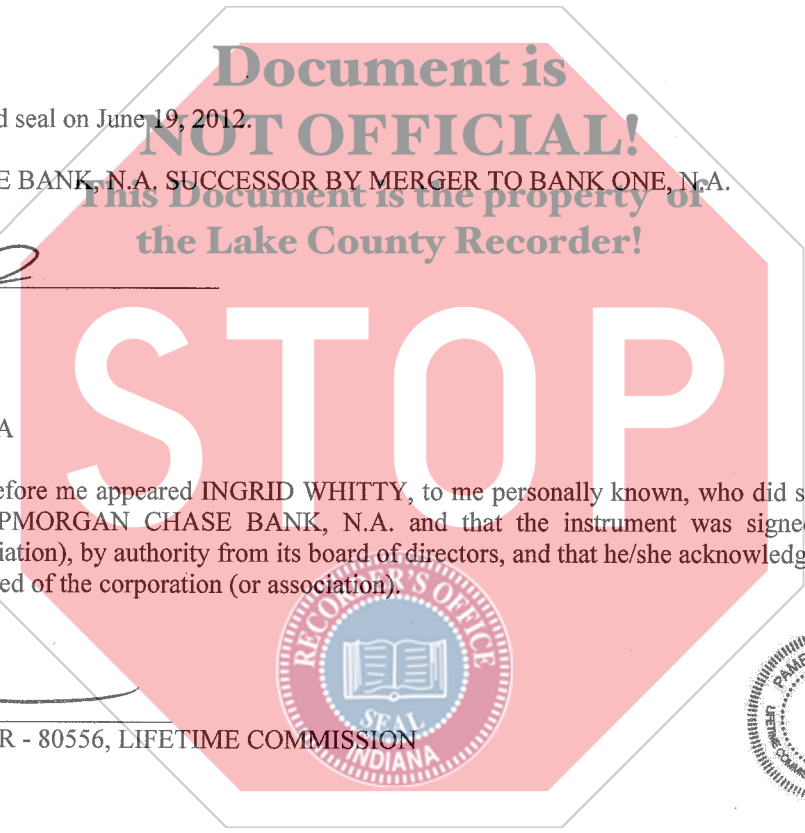 Document is
d seal on June 19, 2012.
NOT OFFICIAL!
E BANK, N.A. SUCCESSOR BY MERGER TO BANK ONE, N.A.
This Document is the property of
the Lake County Recorder!
STOP
A
efore me appeared INGRID WHITTY, to me personally known, who did s
PMORGAN CHASE BANK, N.A. and that the instrument was signe
iation), by authority from its board of directors, and that he/she acknowledg
ed of the corporation (or association).
RECORDER'S OFFICE
SEAL
INDIANA
R - 80556, LIFETIME COMMISSION
LIFETIME